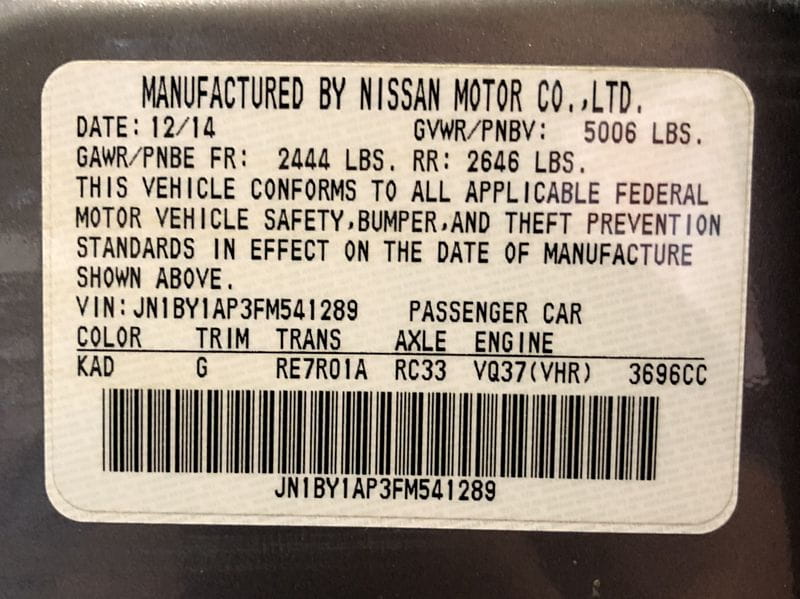 MANUFACTURED BY NISSAN MOTOR CO.,LTD.
DATE: 12/14 GVWR/PNBV: 5006 LBS.
GAWR/PNBE FR: 2444 LBS. RR: 2646 LBS.
THIS VEHICLE CONFORMS TO ALL APPLICABLE FEDERAL
MOTOR VEHICLE SAFETY,BUMPER,AND THEFT PREVENTION
STANDARDS IN EFFECT ON THE DATE OF MANUFACTURE
SHOWN ABOVE.
VIN: JN1BY1AP3FM541289 PASSENGER CAR
COLOR TRIM TRANS AXLE ENGINE
KAD G RE7R01A RC33 VQ37(VHR) 3696CC
JN1BY1AP3FM541289